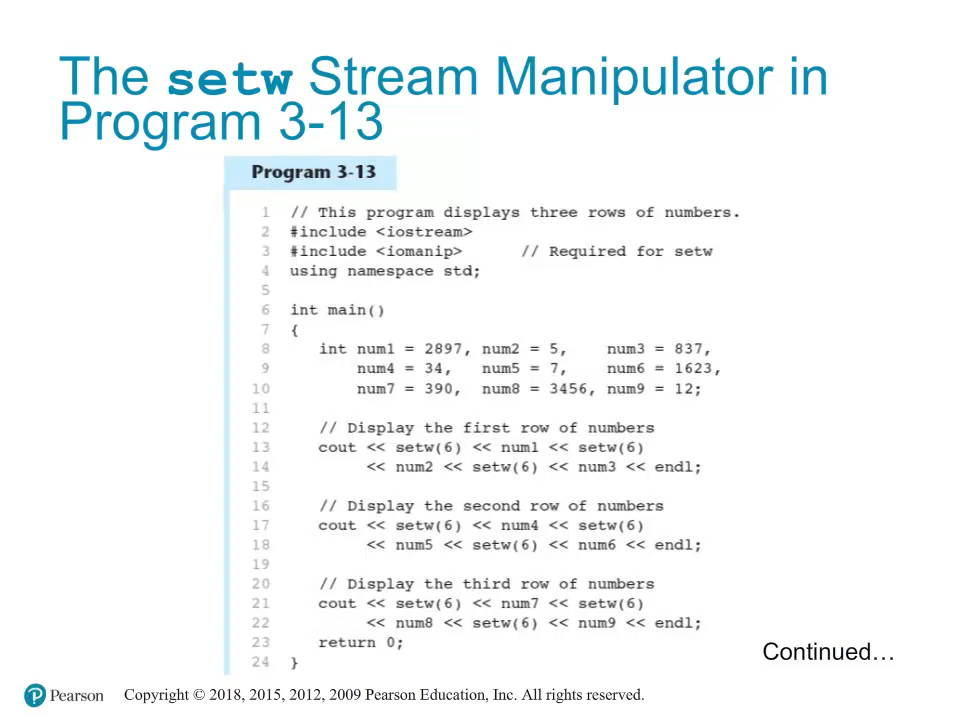 The setw Stream Manipulator in
Program 3-13
Program 3-13
1 // This program displays three rows of numbers.
2 #include <iostream>
3 #include <iomanip>      // Required for setw
4 using namespace std;
5
6 int main()
7 {
8    int num1 = 2897, num2 = 5,    num3 = 837,
9        num4 = 34,   num5 = 7,    num6 = 1623,
10        num7 = 390,  num8 = 3456, num9 = 12;
11
12    // Display the first row of numbers
13    cout << setw(6) << num1 << setw(6)
14         << num2 << setw(6) << num3 << endl;
15
16    // Display the second row of numbers
17    cout << setw(6) << num4 << setw(6)
18         << num5 << setw(6) << num6 << endl;
19
20    // Display the third row of numbers
21    cout << setw(6) << num7 << setw(6)
22         << num8 << setw(6) << num9 << endl;
23    return 0;
24 }
Continued…
Pearson Copyright © 2018, 2015, 2012, 2009 Pearson Education, Inc. All rights reserved.